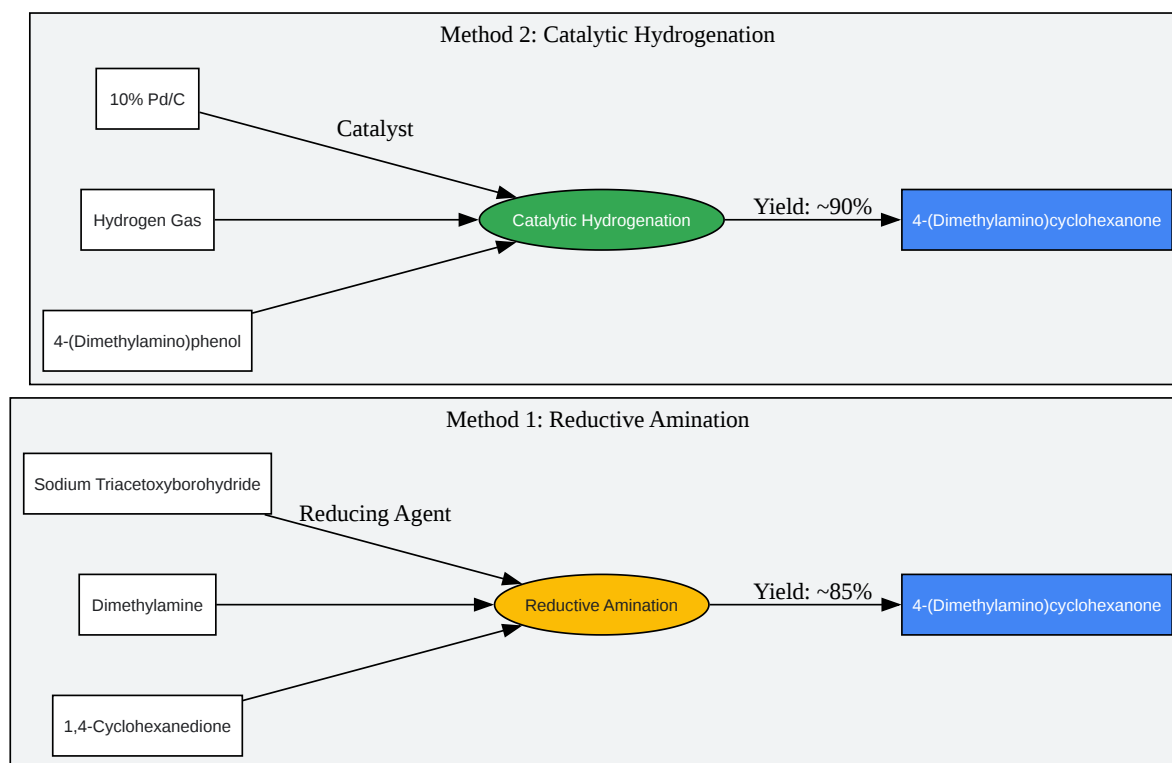 Method 2: Catalytic Hydrogenation
10% Pd/C
Catalyst
Hydrogen Gas
Catalytic Hydrogenation
Yield: ~90%
4-(Dimethylamino)cyclohexanone
4-(Dimethylamino)phenol
Method 1: Reductive Amination
Sodium Triacetoxyborohydride
Reducing Agent
Dimethylamine
Reductive Amination
Yield: ~85%
4-(Dimethylamino)cyclohexanone
1,4-Cyclohexanedione